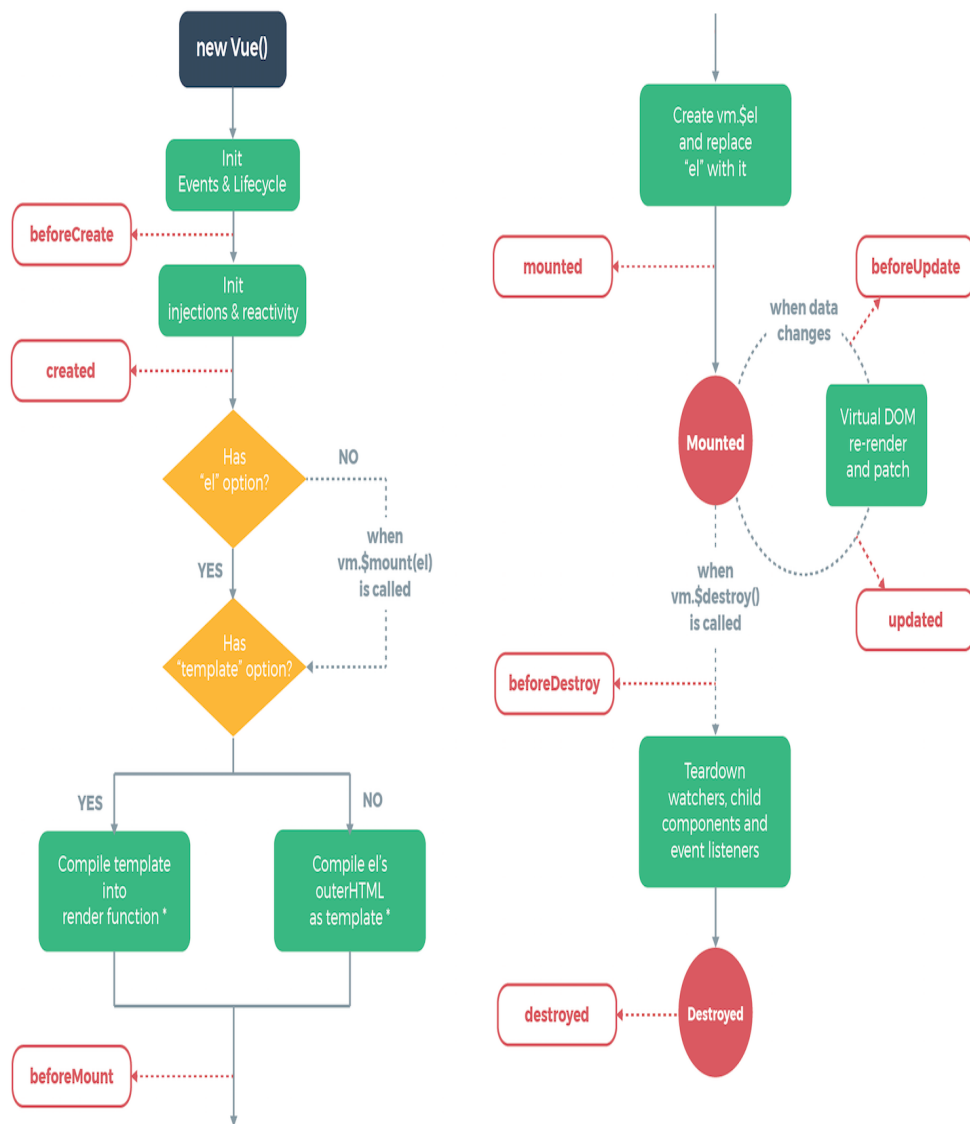 new Vue()
Init
Events & Lifecycle
beforeCreate
Init
injections & reactivity
created
Has
“el” option?
NO
when
vm.$mount(el)
is called
YES
Has
“template” option?
YES
NO
Compile template
into
render function *
Compile el’s
outerHTML
as template *
beforeMount
Create vm.$el
and replace
“el” with it
mounted
beforeUpdate
when data
changes
Mounted
Virtual DOM
re-render
and patch
when
vm.$destroy()
is called
updated
beforeDestroy
Teardown
watchers, child
components and
event listeners
destroyed
Destroyed